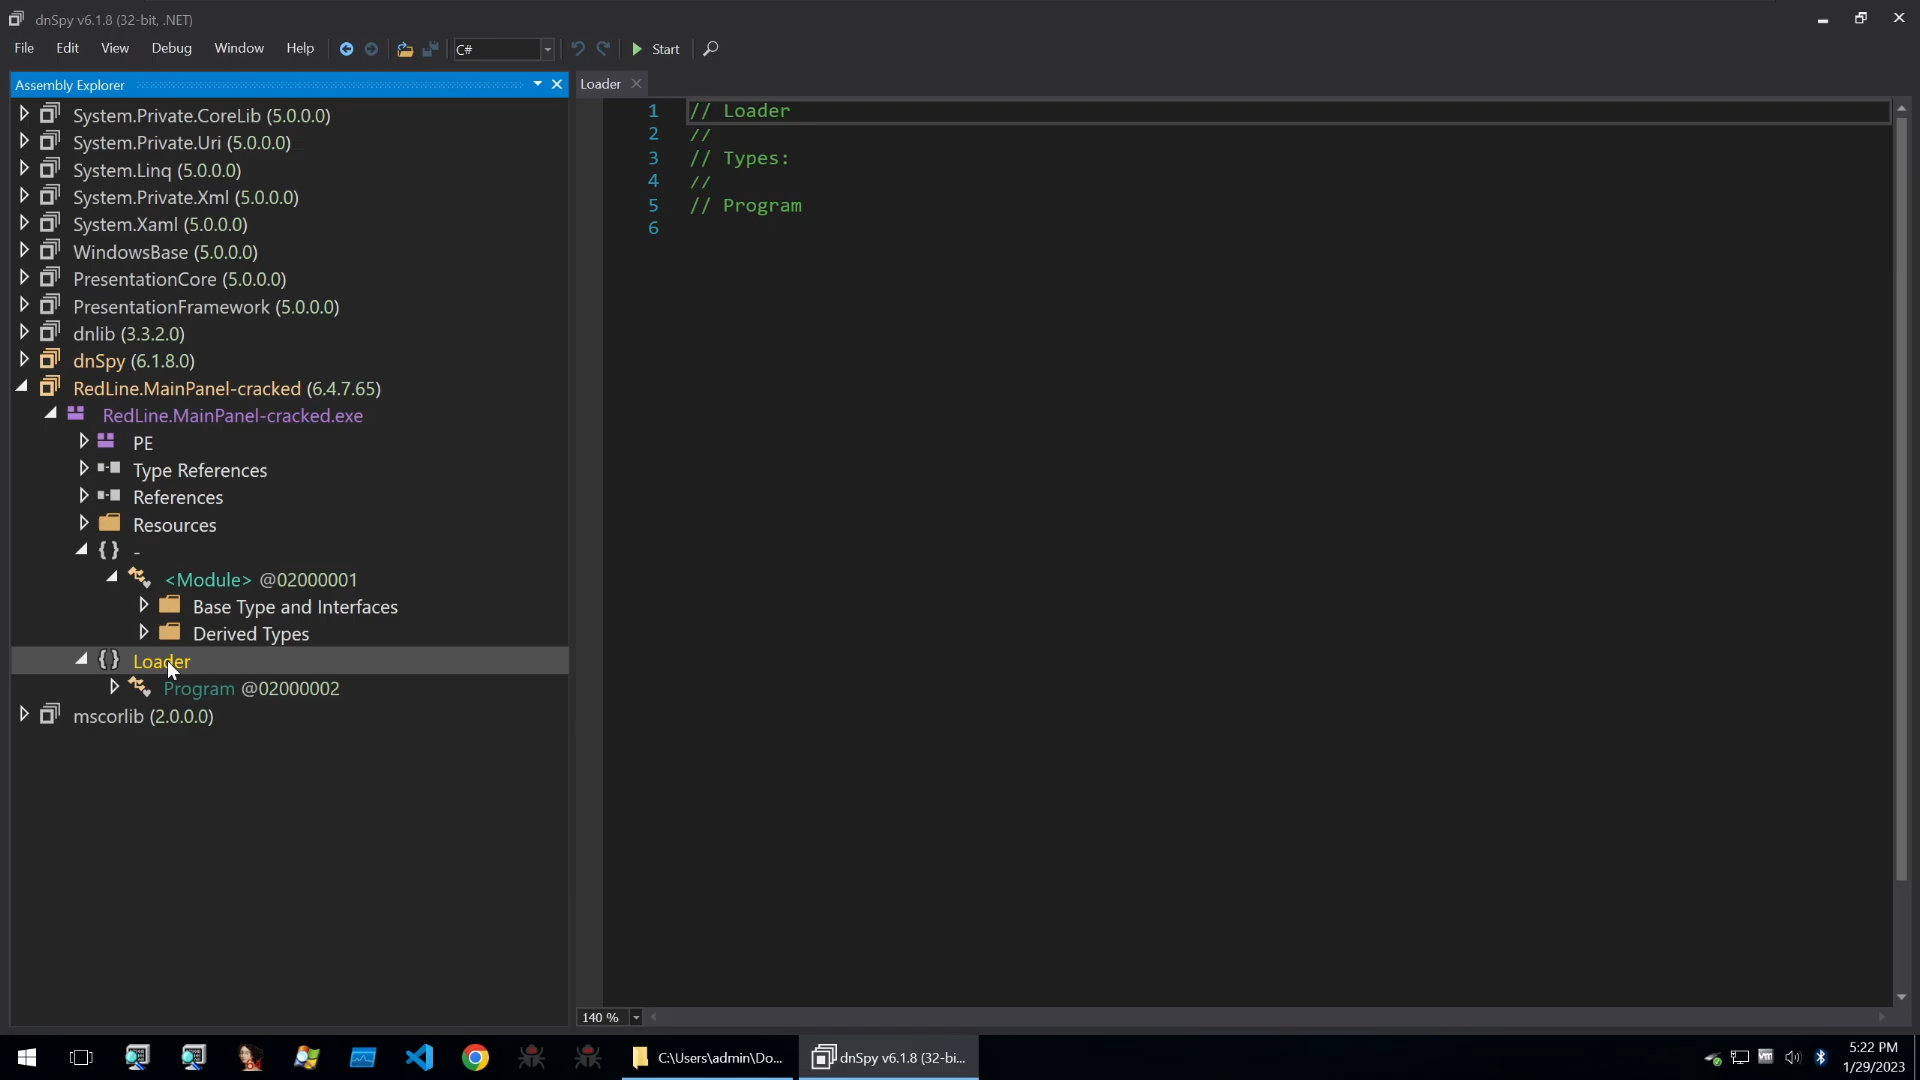 dnSpy v6.1.8 (32-bit, .NET)
File Edit View Debug Window Help C# Start
Assembly Explorer
Loader
System.Private.CoreLib (5.0.0.0)
System.Private.Uri (5.0.0.0)
System.Linq (5.0.0.0)
System.Private.Xml (5.0.0.0)
System.Xaml (5.0.0.0)
WindowsBase (5.0.0.0)
PresentationCore (5.0.0.0)
PresentationFramework (5.0.0.0)
dnlib (3.3.2.0)
dnSpy (6.1.8.0)
RedLine.MainPanel-cracked (6.4.7.65)
RedLine.MainPanel-cracked.exe
PE
Type References
References
Resources
{ } -
<Module> @02000001
Base Type and Interfaces
Derived Types
{ } Loader
Program @02000002
mscorlib (2.0.0.0)
1 // Loader
2 //
3 // Types:
4 //
5 // Program
6
140 %
C:\Users\admin\Do...
dnSpy v6.1.8 (32-bi...
5:22 PM
1/29/2023